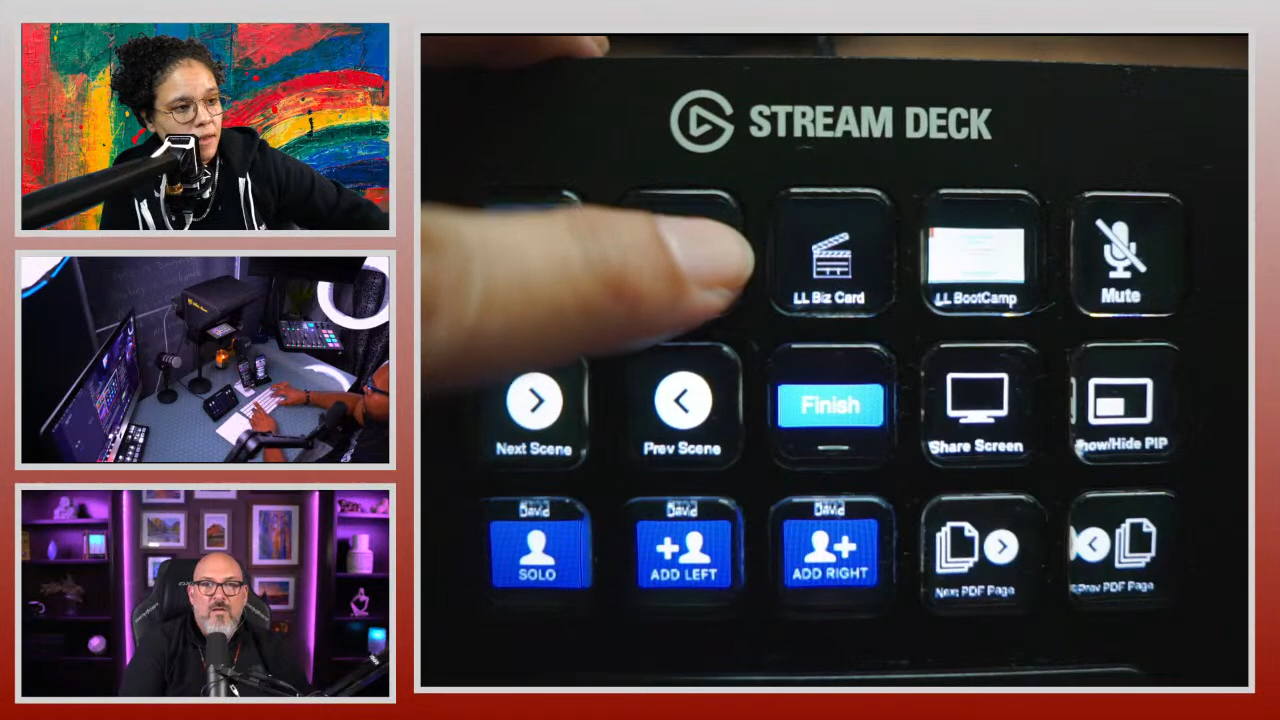 STREAM DECK
LL Biz Card
LL BootCamp
Mute
Next Scene
Prev Scene
Finish
Share Screen
how/Hide PIP
David
SOLO
David
ADD LEFT
David
ADD RIGHT
Next PDF Page
Prev PDF Page